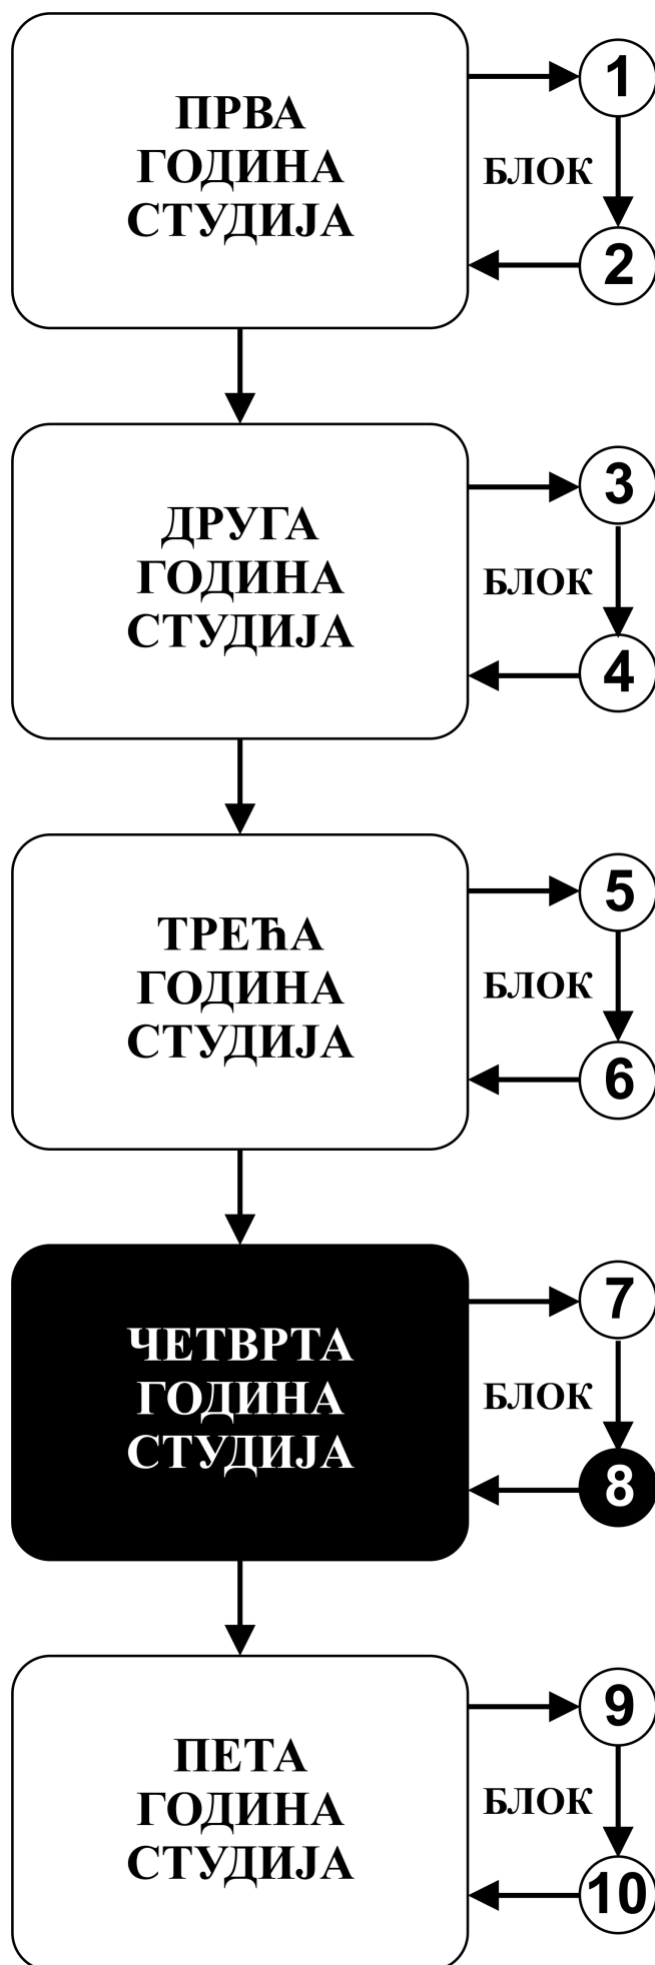 ПРВА
ГОДИНА
СТУДИЈА
1
БЛОК
2
ДРУГА
ГОДИНА
СТУДИЈА
3
БЛОК
4
ТРЕЋА
ГОДИНА
СТУДИЈА
5
БЛОК
6
ЧЕТВРТА
ГОДИНА
СТУДИЈА
7
БЛОК
8
ПЕТА
ГОДИНА
СТУДИЈА
9
БЛОК
10